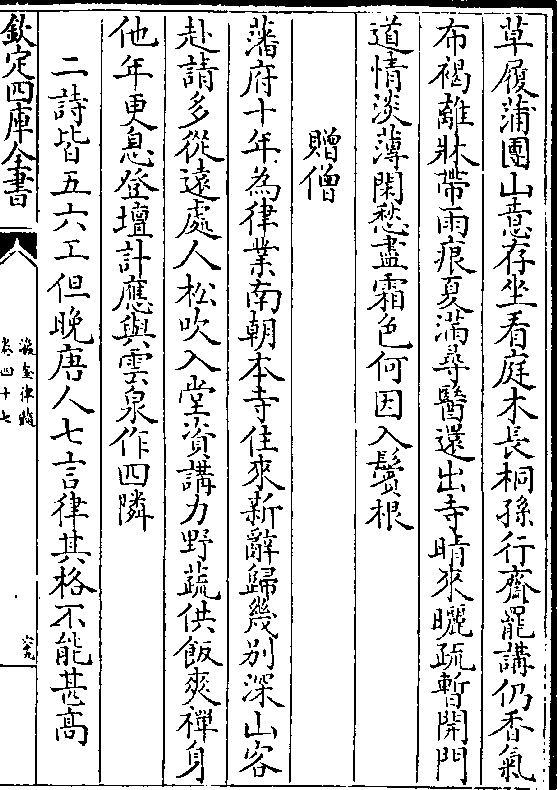 草履蒲團山意存坐看庭木長桐孫行齋罷講仍香氣
布褐離牀帶雨痕夏滿尋醫還出寺晴來曬疏暫開門
道情淡薄閑愁盡霜色何因入鬢根
贈僧
藩府十年為律業南朝本寺住來新辭歸幾別深山客
赴請多從遠處人松吹入堂資講力野蔬供飯爽禪身
他年更息登壇計應與雲泉作四隣
二詩皆五六工但晚唐人七言律其格不能甚髙
欽定四庫全書
瀛奎律髓
卷四十七